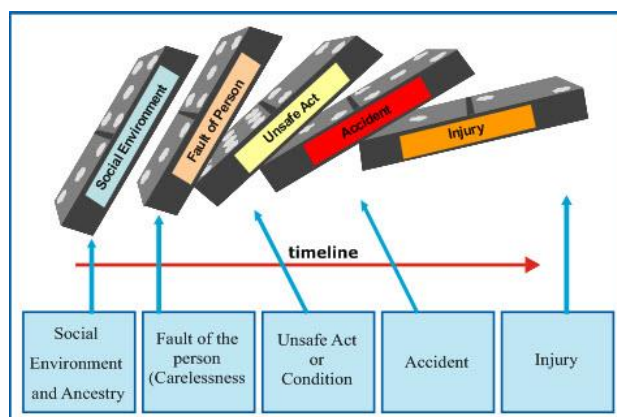 Social Environment
Fault of Person
Unsafe Act
Accident
Injury
timeline
Social
Environment
and Ancestry
Fault of the
person
(Carelessness
Unsafe Act
or
Condition
Accident
Injury